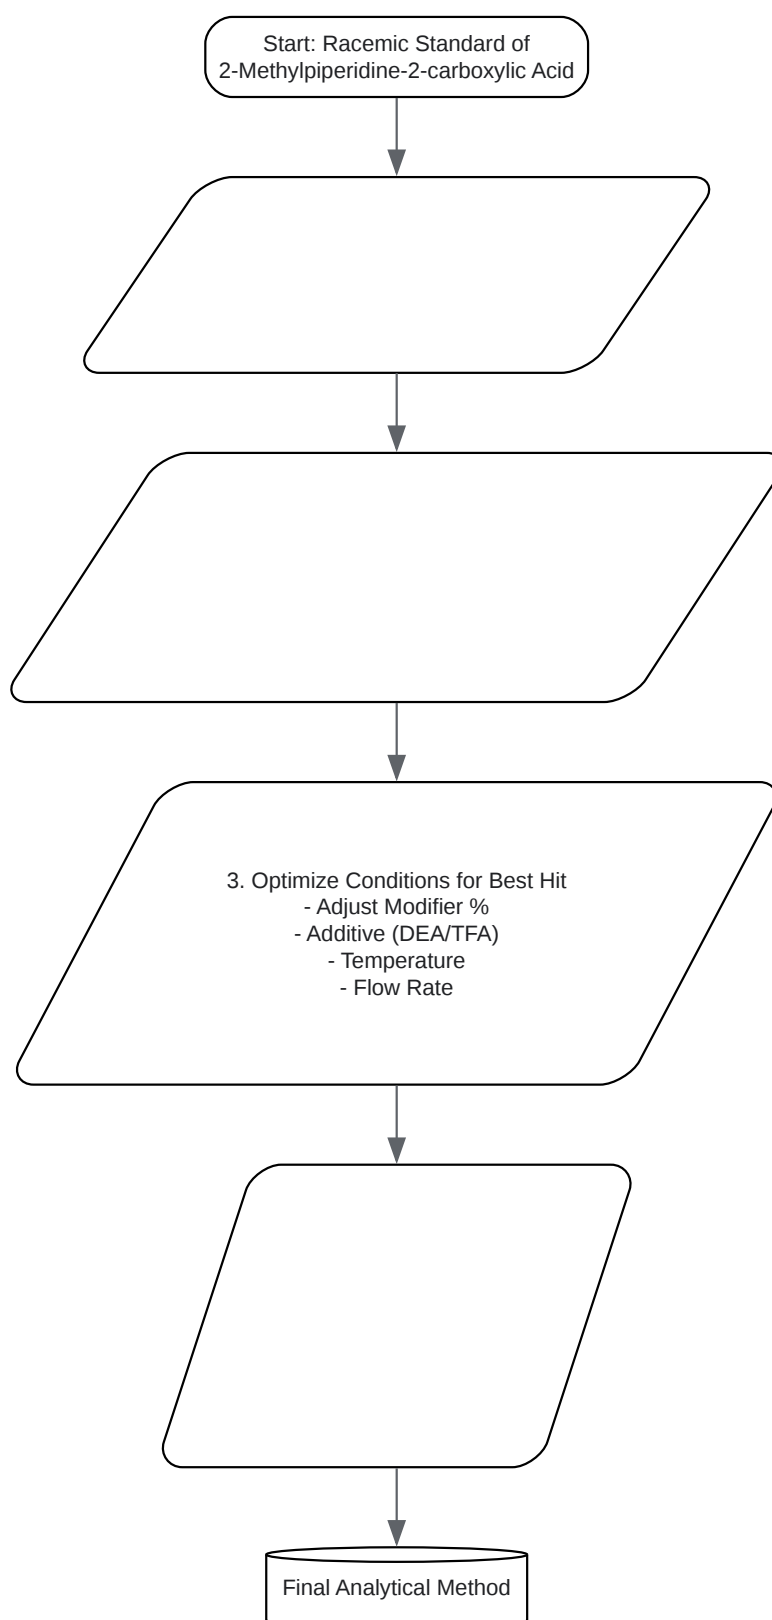 Start: Racemic Standard of
2-Methylpiperidine-2-carboxylic Acid
3. Optimize Conditions for Best Hit
- Adjust Modifier %
- Additive (DEA/TFA)
- Temperature
- Flow Rate
Final Analytical Method